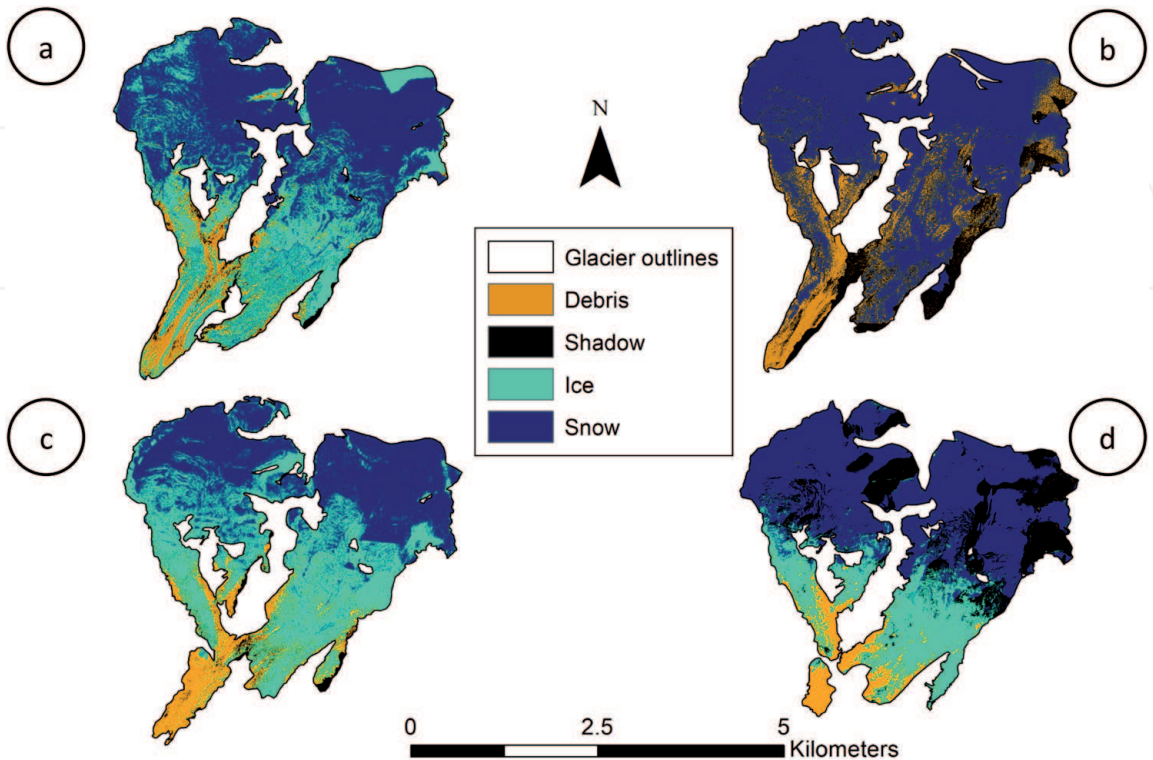 a
b
N
Glacier outlines
Debris
Shadow
Ice
Snow
c
d
0 2.5 5
Kilometers